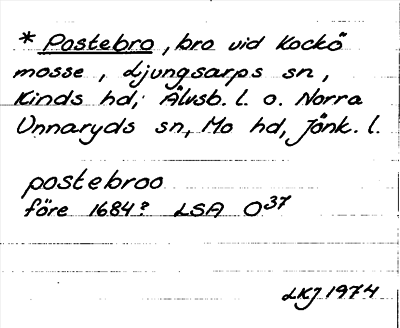 * Postebro, bro vid Kockö
mosse, Ljungsarps sn,
Kinds hd, Älvsb. l. o. Norra
Unnaryds sn, Mo hd, Jönk. l.
postebroo
före 1684? LSA O37
LKJ 1974